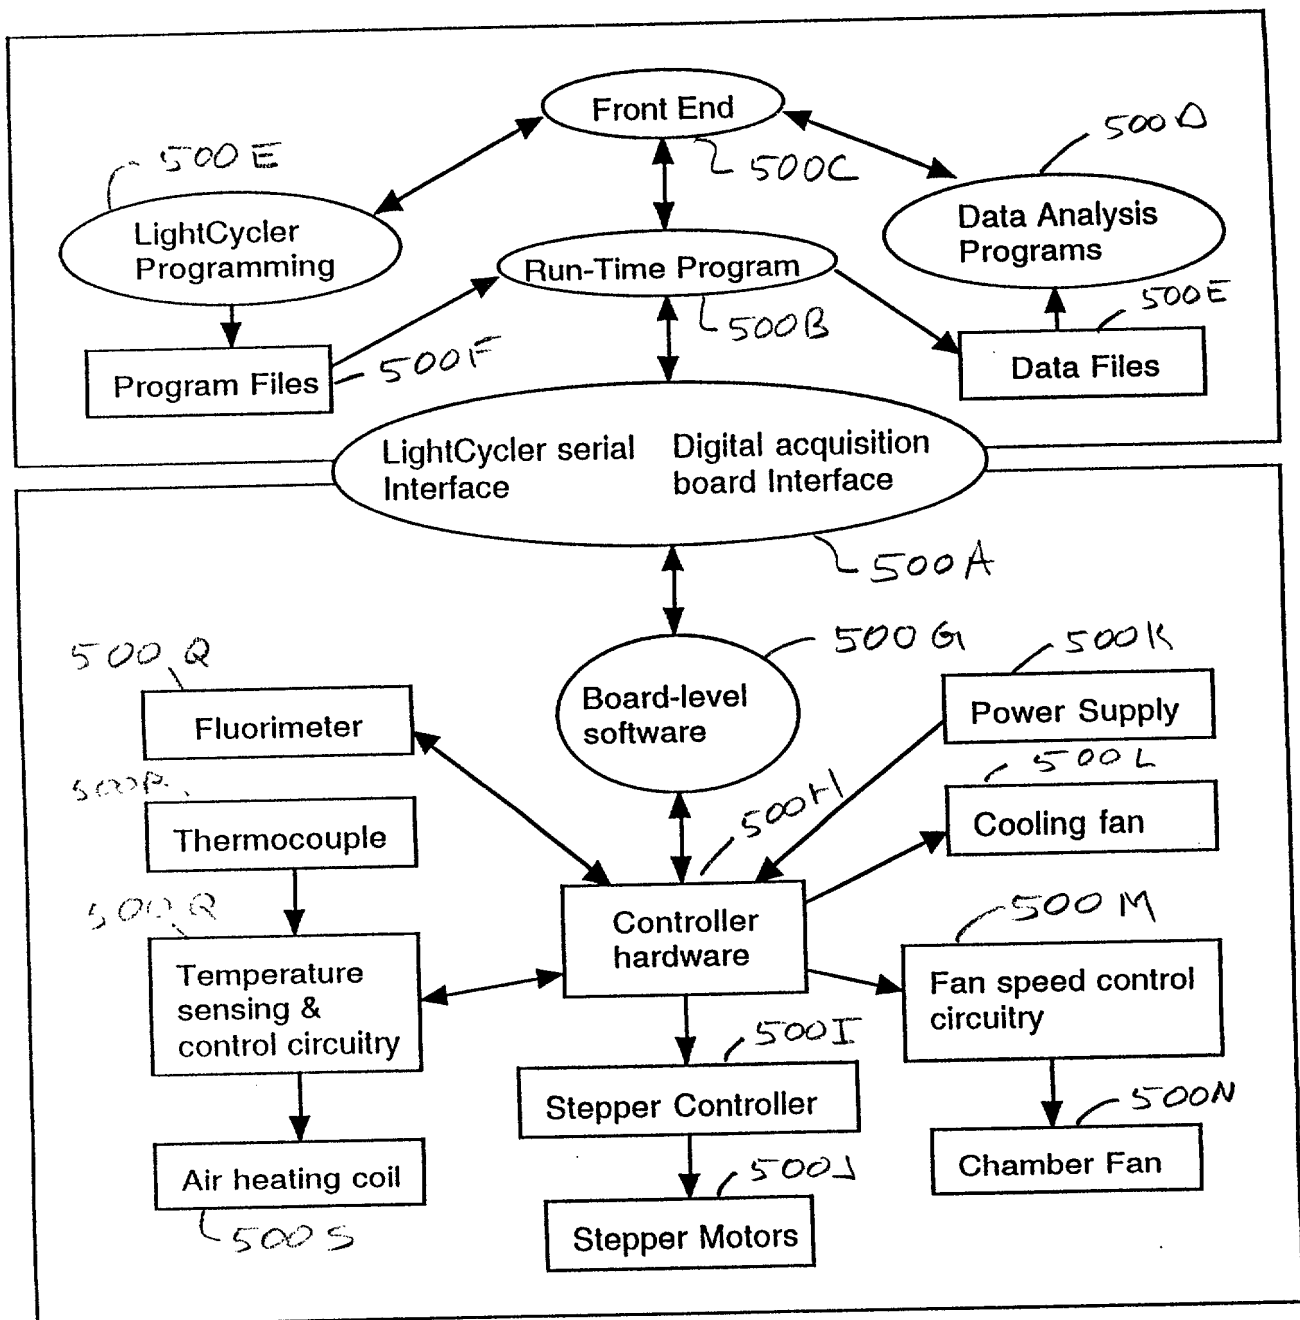 Front End
500D
500E
500C
LightCycler
Programming
Data Analysis
Programs
Run-Time Program
500E
500B
500F
Program Files
Data Files
LightCycler serial
Interface
Digital acquisition
board Interface
500A
500G
500K
500Q
Board-level
software
Fluorimeter
Power Supply
500L
500H
Thermocouple
Cooling fan
500Q
500M
Controller
hardware
Temperature
sensing &
control circuitry
Fan speed control
circuitry
500I
Stepper Controller
500N
Air heating coil
500J
Chamber Fan
500S
Stepper Motors